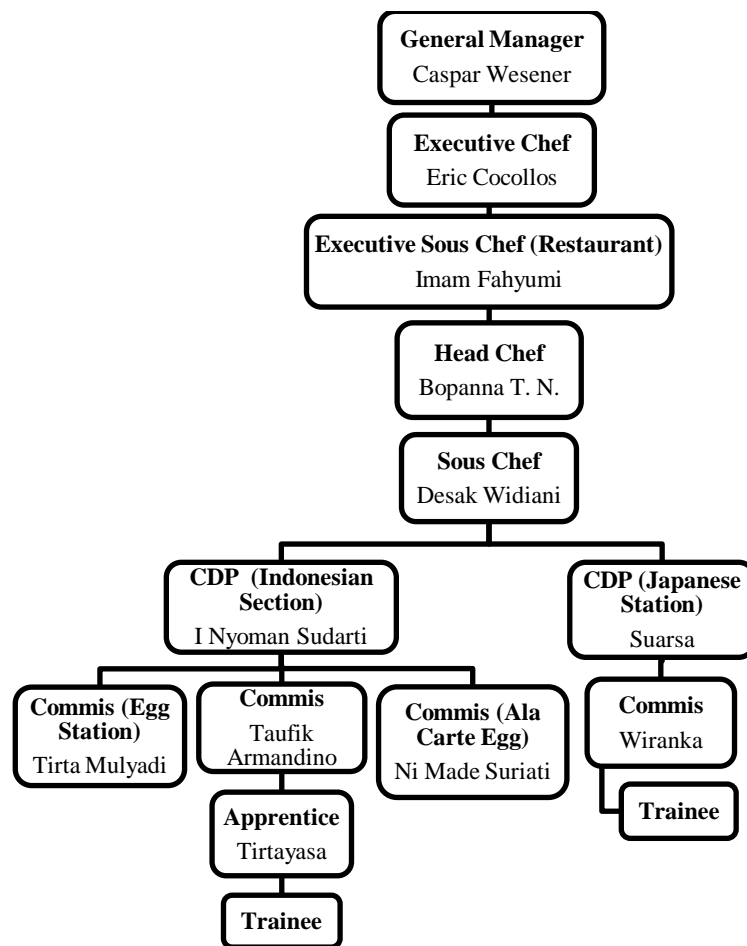 General Manager
Caspar Wesener
Executive Chef
Eric Cocollos
Executive Sous Chef (Restaurant)
Imam Fahyumi
Head Chef
Bopanna T. N.
Sous Chef
Desak Widiani
CDP (Indonesian
Section)
I Nyoman Sudarti
CDP (Japanese
Station)
Suarsa
Commis (Egg
Station)
Tirta Mulyadi
Commis
Taufik
Armandino
Commis (Ala
Carte Egg)
Ni Made Suriati
Commis
Wiranka
Apprentice
Tirtayasa
Trainee
Trainee